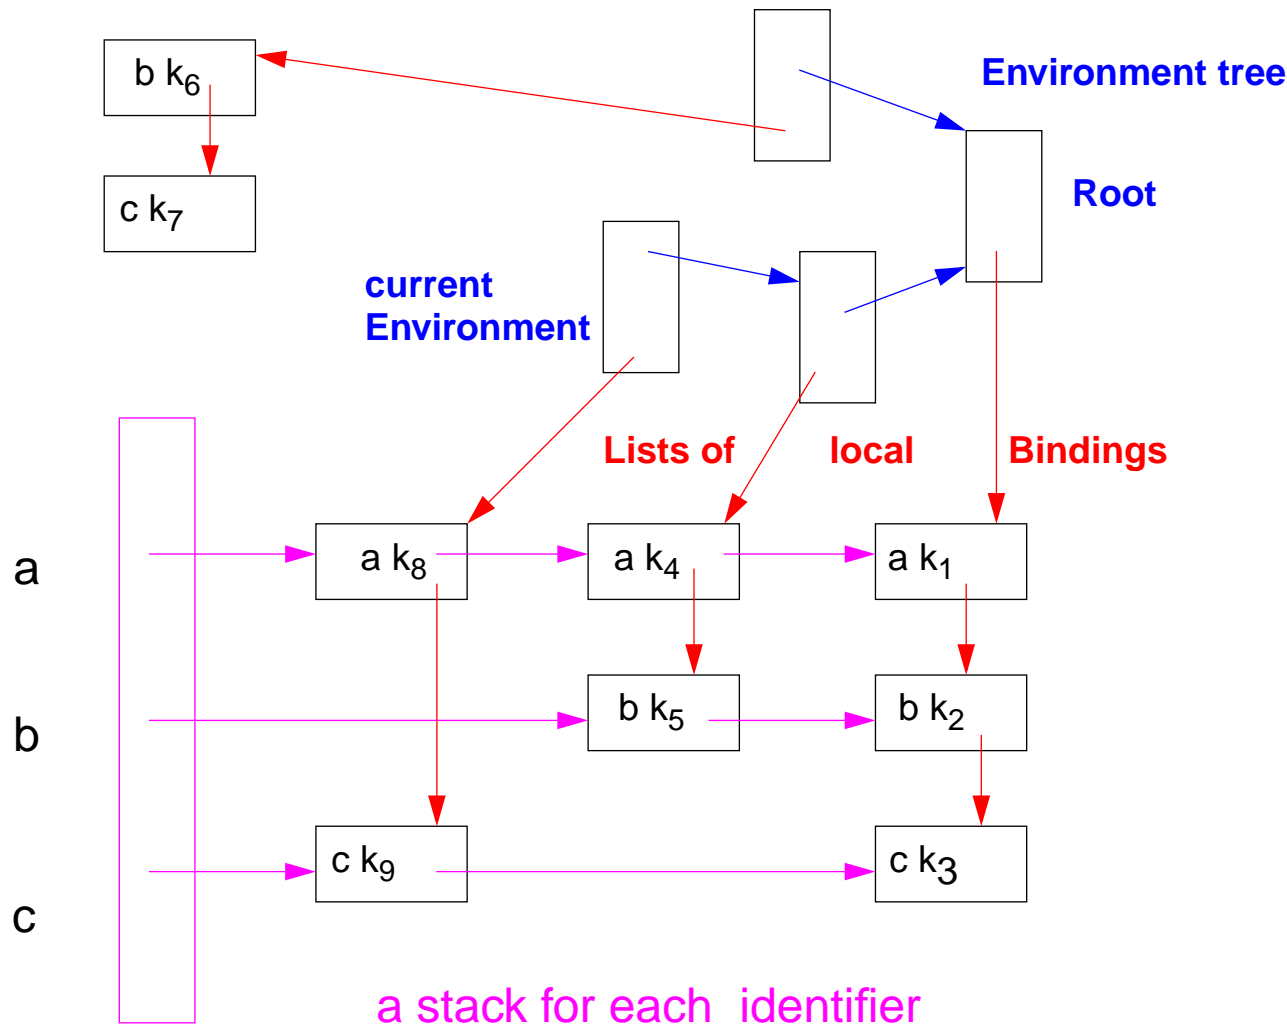 b k6
Environment tree
c k7
Root
current
Environment
Lists of local Bindings
a
a k8
a k4
a k1
b
b k5
b k2
c
c k9
c k3
a stack for each identifier